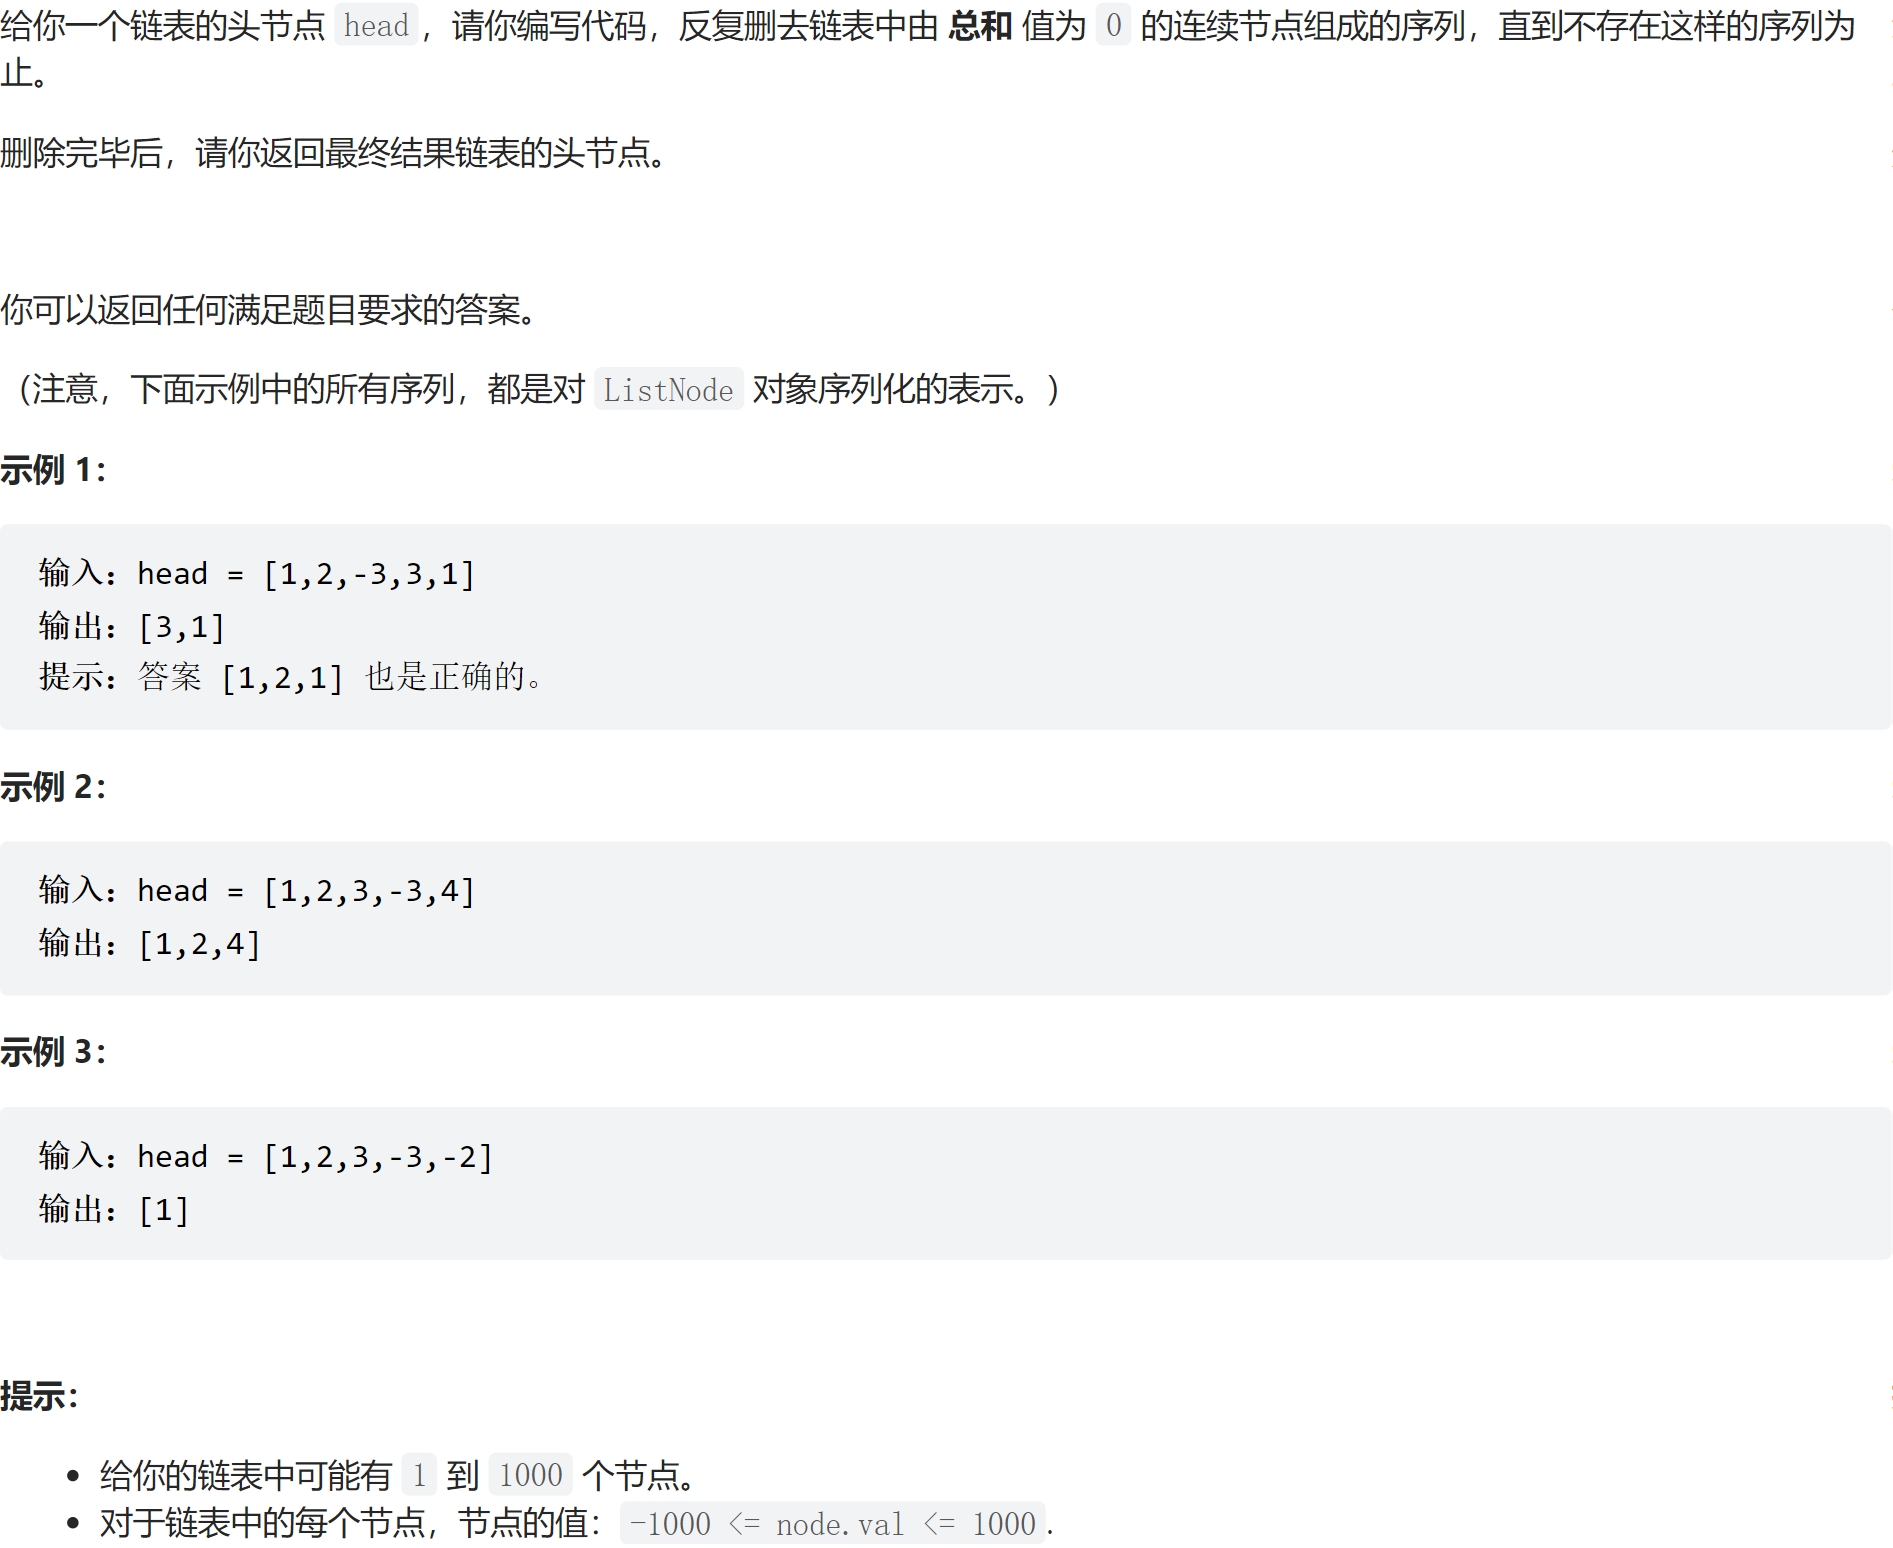 给你一个链表的头节点 head，请你编写代码，反复删去链表中由 总和 值为 0 的连续节点组成的序列，直到不存在这样的序列为
止。
删除完毕后，请你返回最终结果链表的头节点。
你可以返回任何满足题目要求的答案。
（注意，下面示例中的所有序列，都是对 ListNode 对象序列化的表示。）
示例 1：
输入：head = [1,2,-3,3,1]
输出：[3,1]
提示：答案 [1,2,1] 也是正确的。
示例 2：
输入：head = [1,2,3,-3,4]
输出：[1,2,4]
示例 3：
输入：head = [1,2,3,-3,-2]
输出：[1]
提示：
• 给你的链表中可能有 1 到 1000 个节点。
• 对于链表中的每个节点，节点的值：-1000 <= node.val <= 1000.